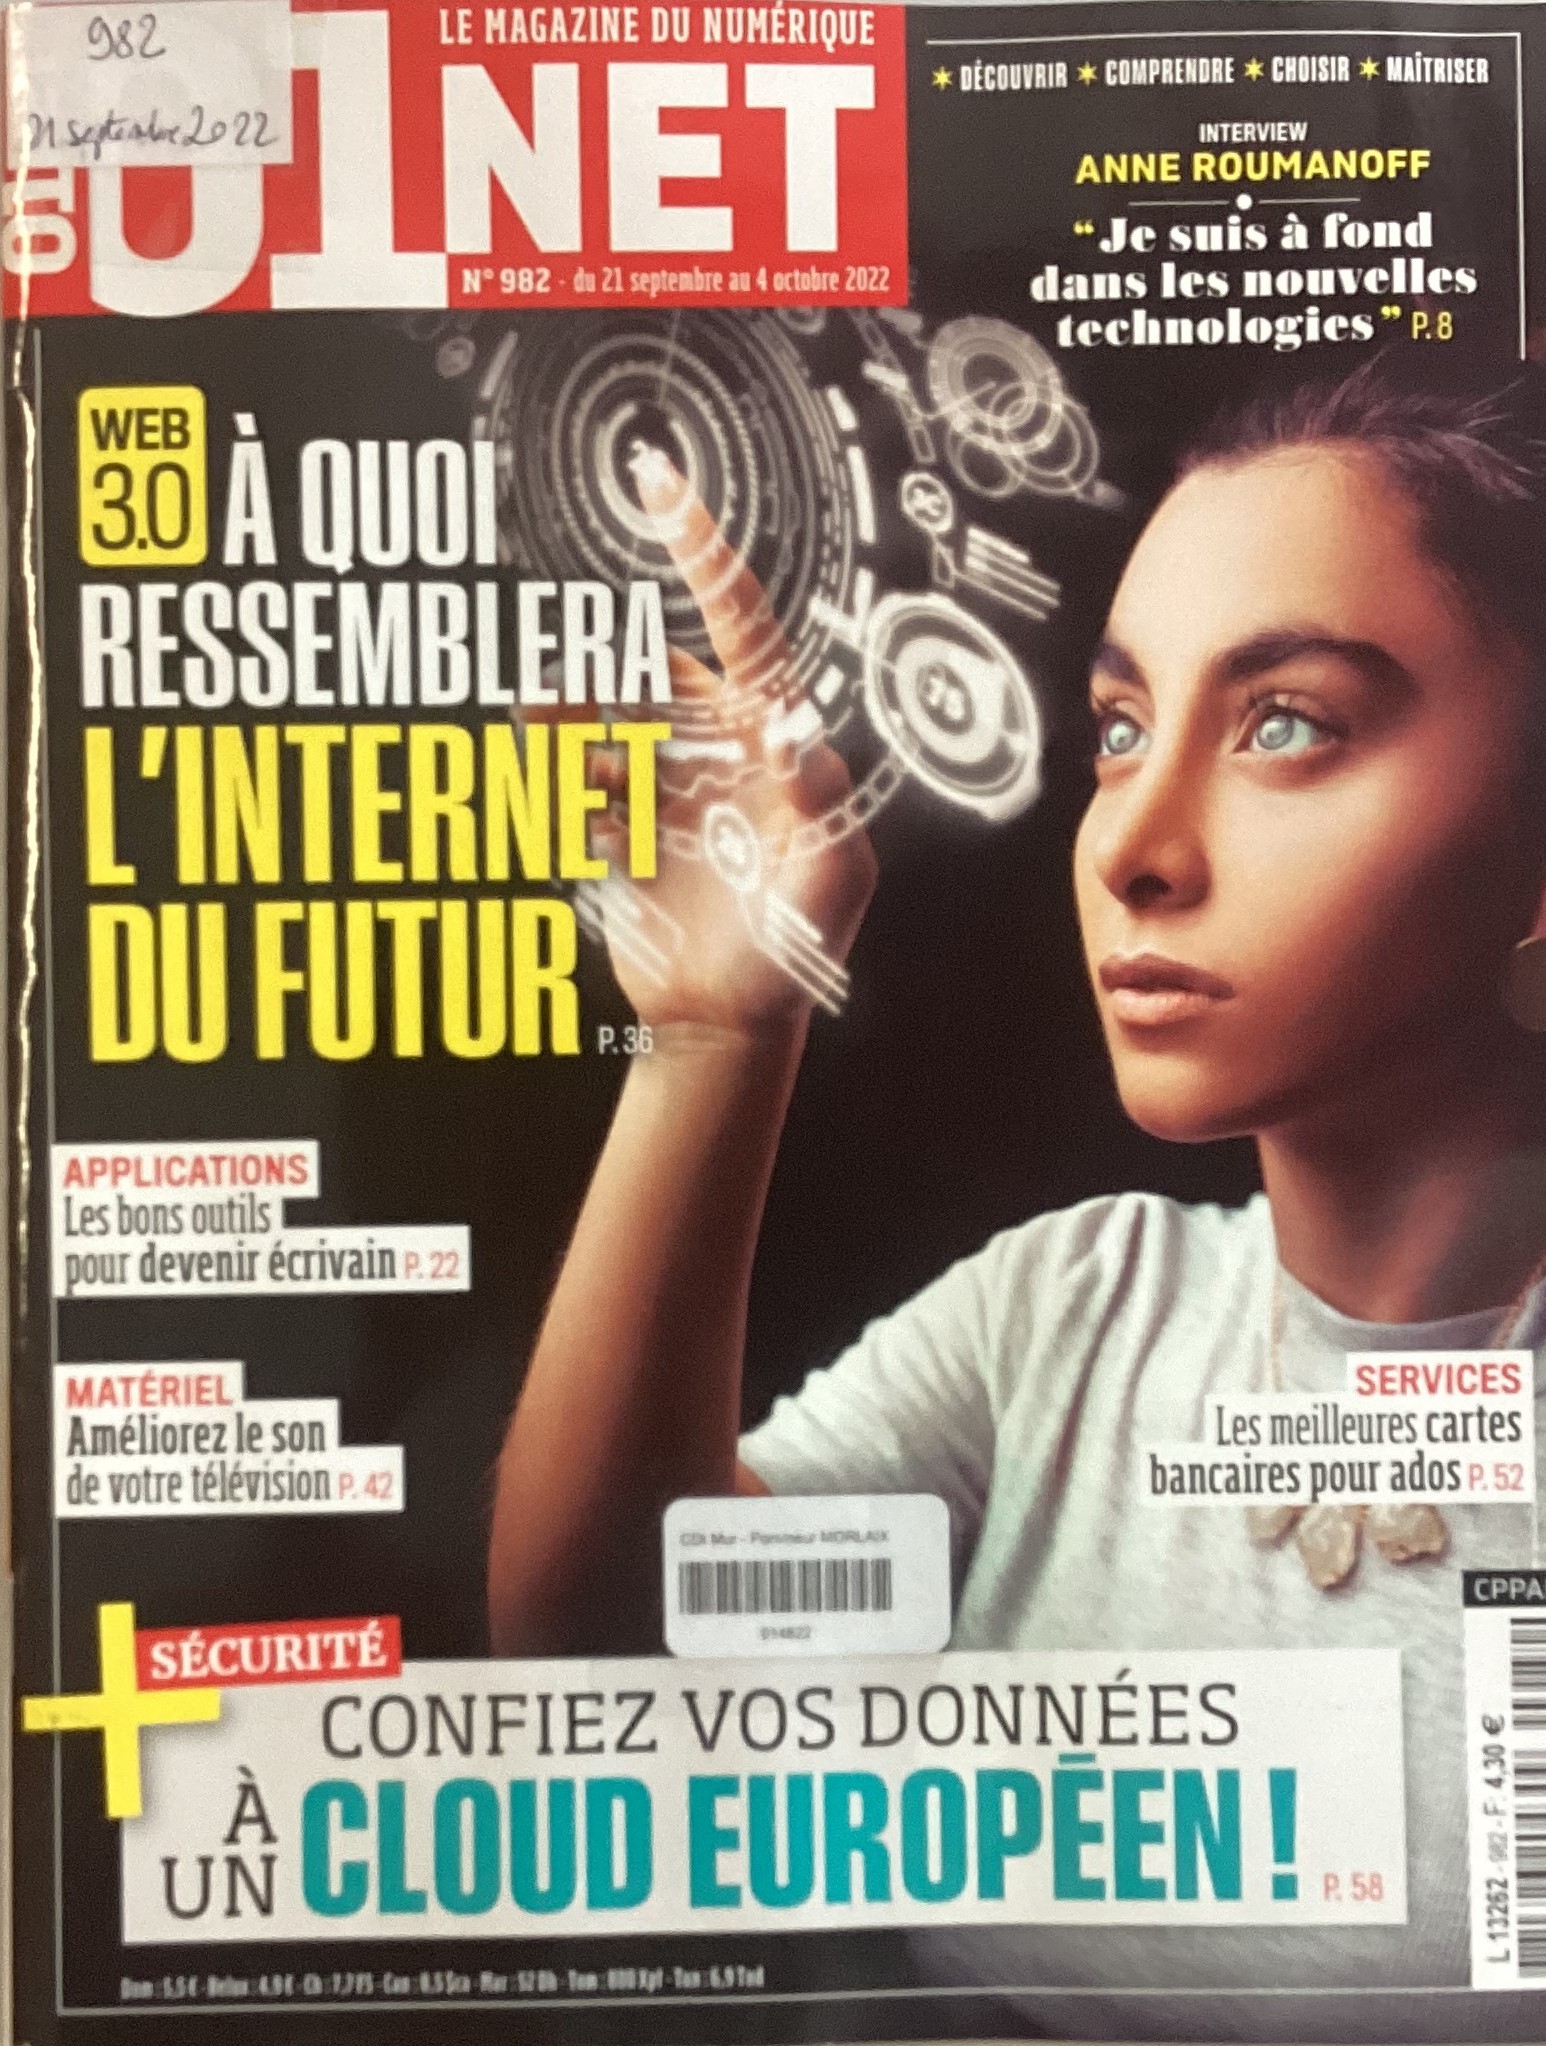 982
21 septembre 2022
LE MAGAZINE DU NUMÉRIQUE
01NET
N° 982 - du 21 septembre au 4 octobre 2022
DÉCOUVRIR * COMPRENDRE * CHOISIR * MAÎTRISER
INTERVIEW
ANNE ROUMANOFF
“Je suis à fond
dans les nouvelles
technologies” P.8
WEB
3.0
À QUOI
RESSEMBLERA
L'INTERNET
DU FUTUR
P.36
APPLICATIONS
Les bons outils
pour devenir écrivain P. 22
MATÉRIEL
Améliorez le son
de votre télévision P. 42
SERVICES
Les meilleures cartes
bancaires pour ados P. 52
MORLAIX
014822
CPPA
SÉCURITÉ
CONFIEZ VOS DONNÉES
À UN CLOUD EUROPÉEN !
P. 58
L 13262 - 982 - F: 4,30 €